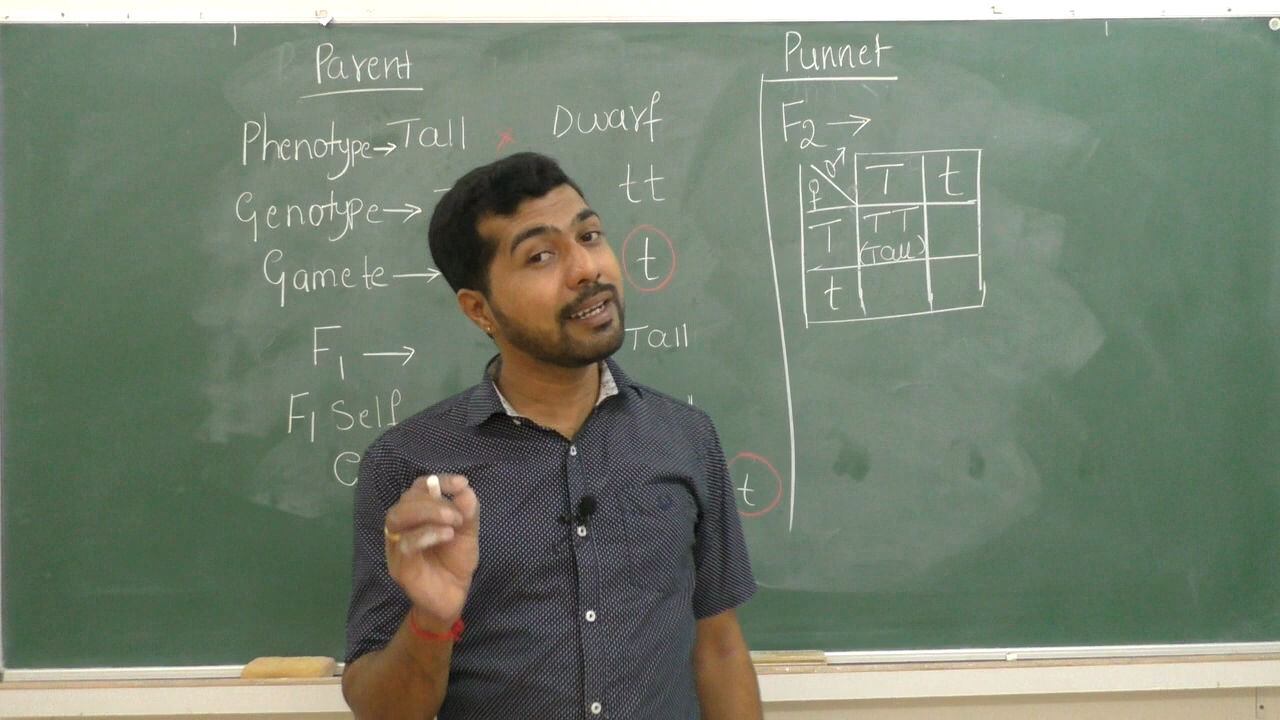 Parent
Phenotype→ Tall × Dwarf
Genotype→ tt
Gamete→ t
F1 → Tall
F1 Self
t
Punnet
F2 →
♀ ♂ T t
T TT
(Tall)
t